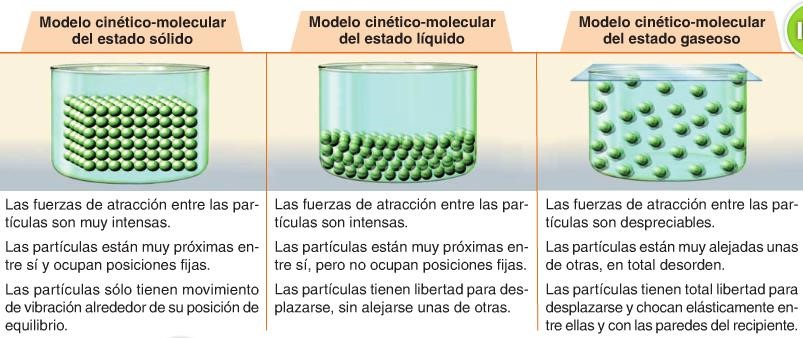 Modelo cinético-molecular
del estado sólido
Las fuerzas de atracción entre las par-
tículas son muy intensas.
Las partículas están muy próximas en-
tre sí y ocupan posiciones fijas.
Las partículas sólo tienen movimiento
de vibración alrededor de su posición de
equilibrio.
Modelo cinético-molecular
del estado líquido
Las fuerzas de atracción entre las par-
tículas son intensas.
Las partículas están muy próximas en-
tre sí, pero no ocupan posiciones fijas.
Las partículas tienen libertad para des-
plazarse, sin alejarse unas de otras.
Modelo cinético-molecular
del estado gaseoso
Las fuerzas de atracción entre las par-
tículas son despreciables.
Las partículas están muy alejadas unas
de otras, en total desorden.
Las partículas tienen total libertad para
desplazarse y chocan elásticamente en-
tre ellas y con las paredes del recipiente.